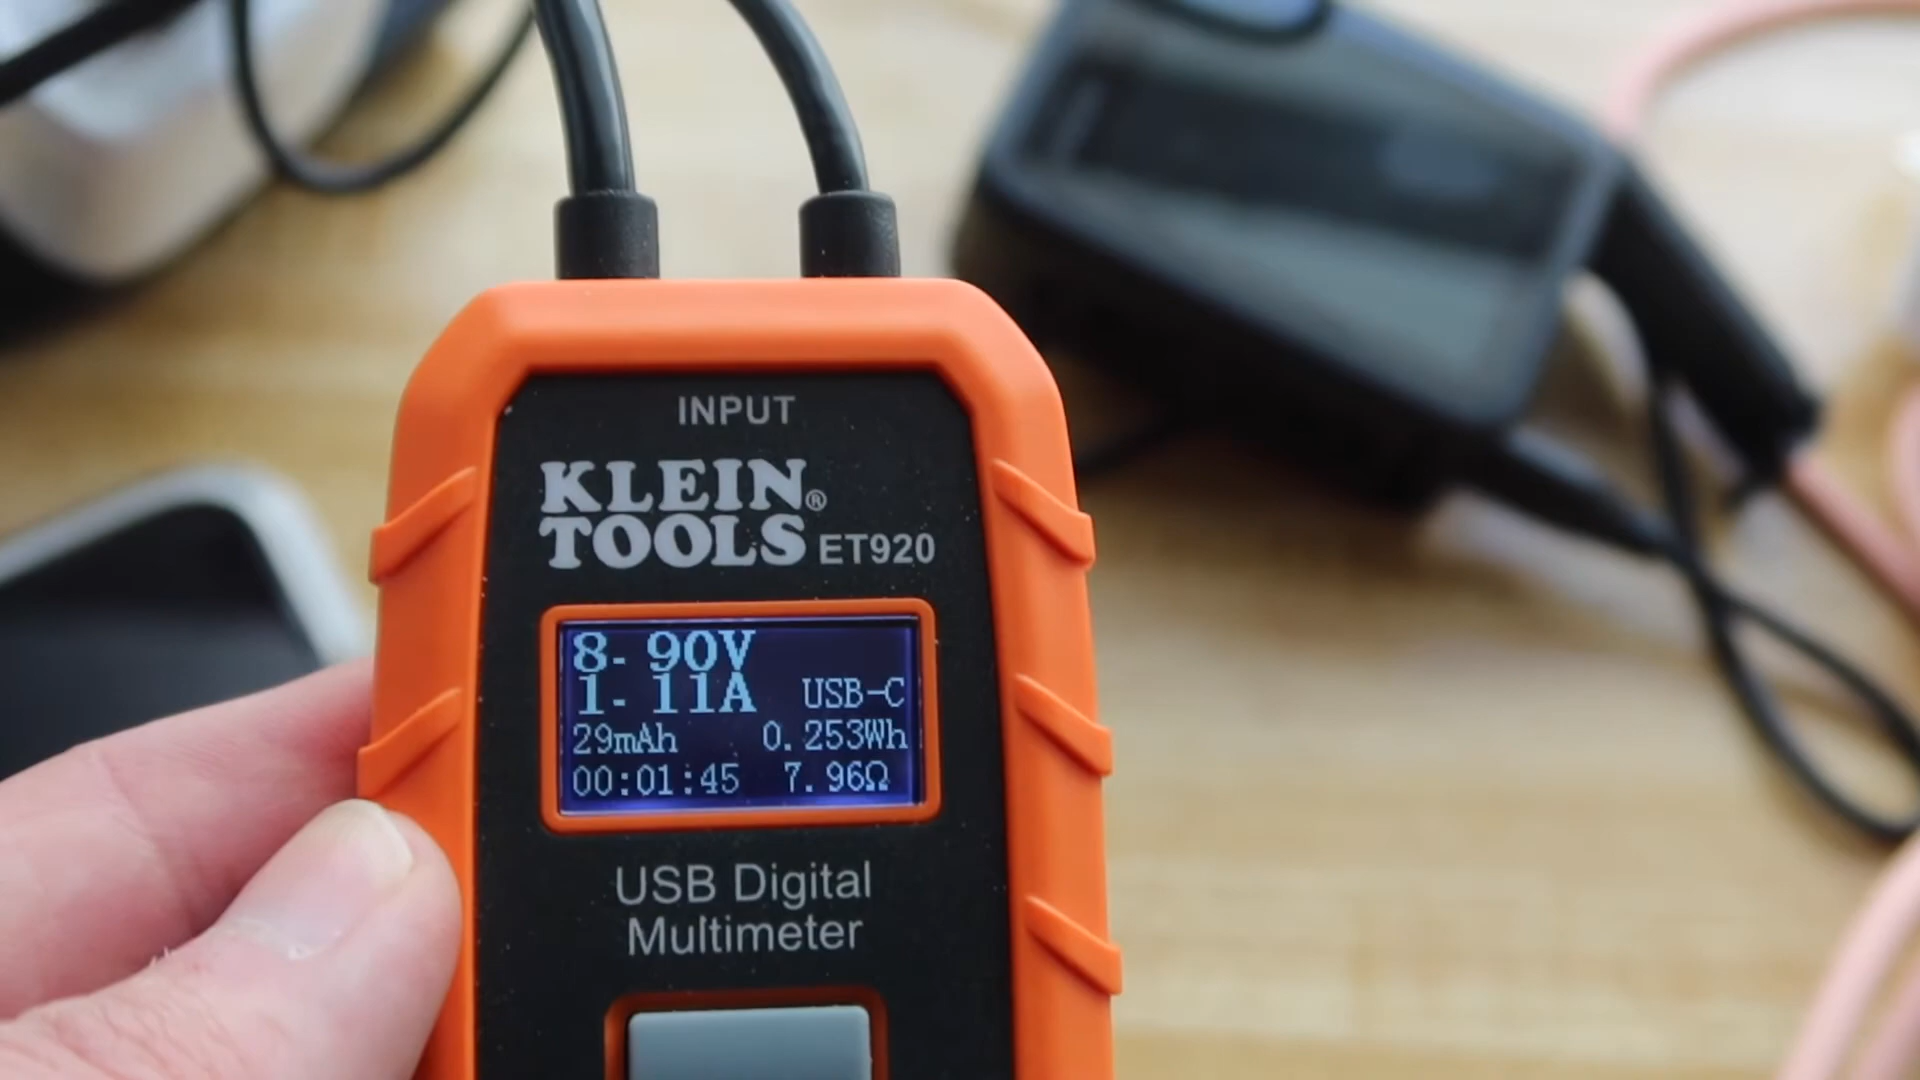 INPUT
KLEIN
TOOLS® ET920
8. 90V
1. 11A USB-C
29mAh 0.253Wh
00:01:45 7.96Ω
USB Digital
Multimeter